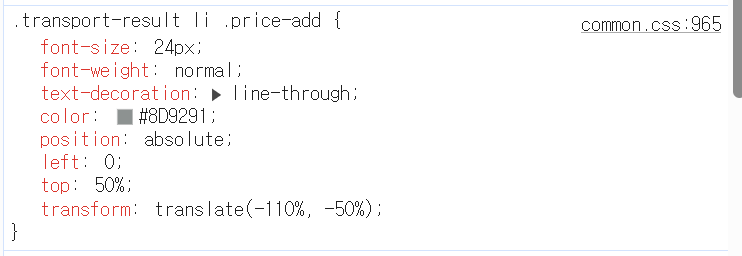 .transport-result li .price-add {
common.css:965
font-size: 24px;
font-weight: normal;
text-decoration: ▶ line-through;
color: #8D9291;
position: absolute;
left: 0;
top: 50%;
transform: translate(-110%, -50%);
}